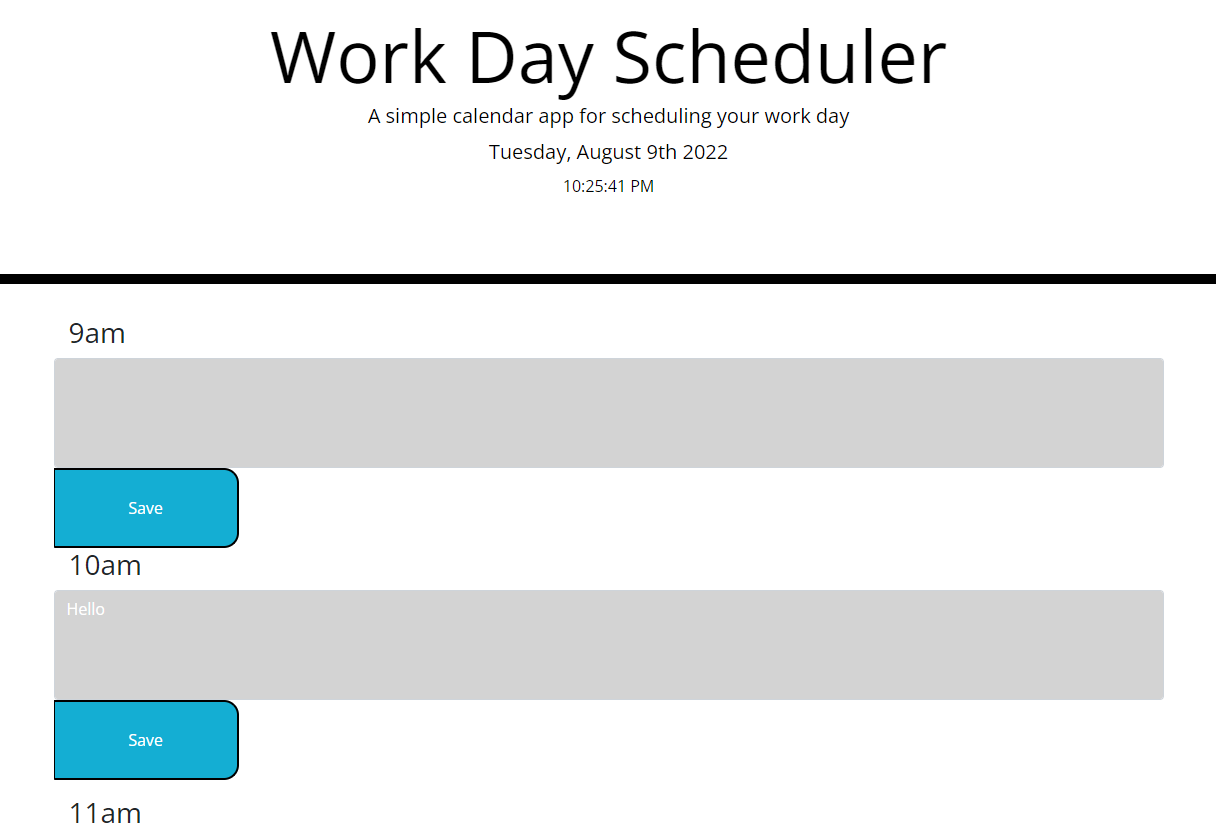 Work Day Scheduler
A simple calendar app for scheduling your work day
Tuesday, August 9th 2022
10:25:41 PM
9am
Save
10am
Hello
Save
11am